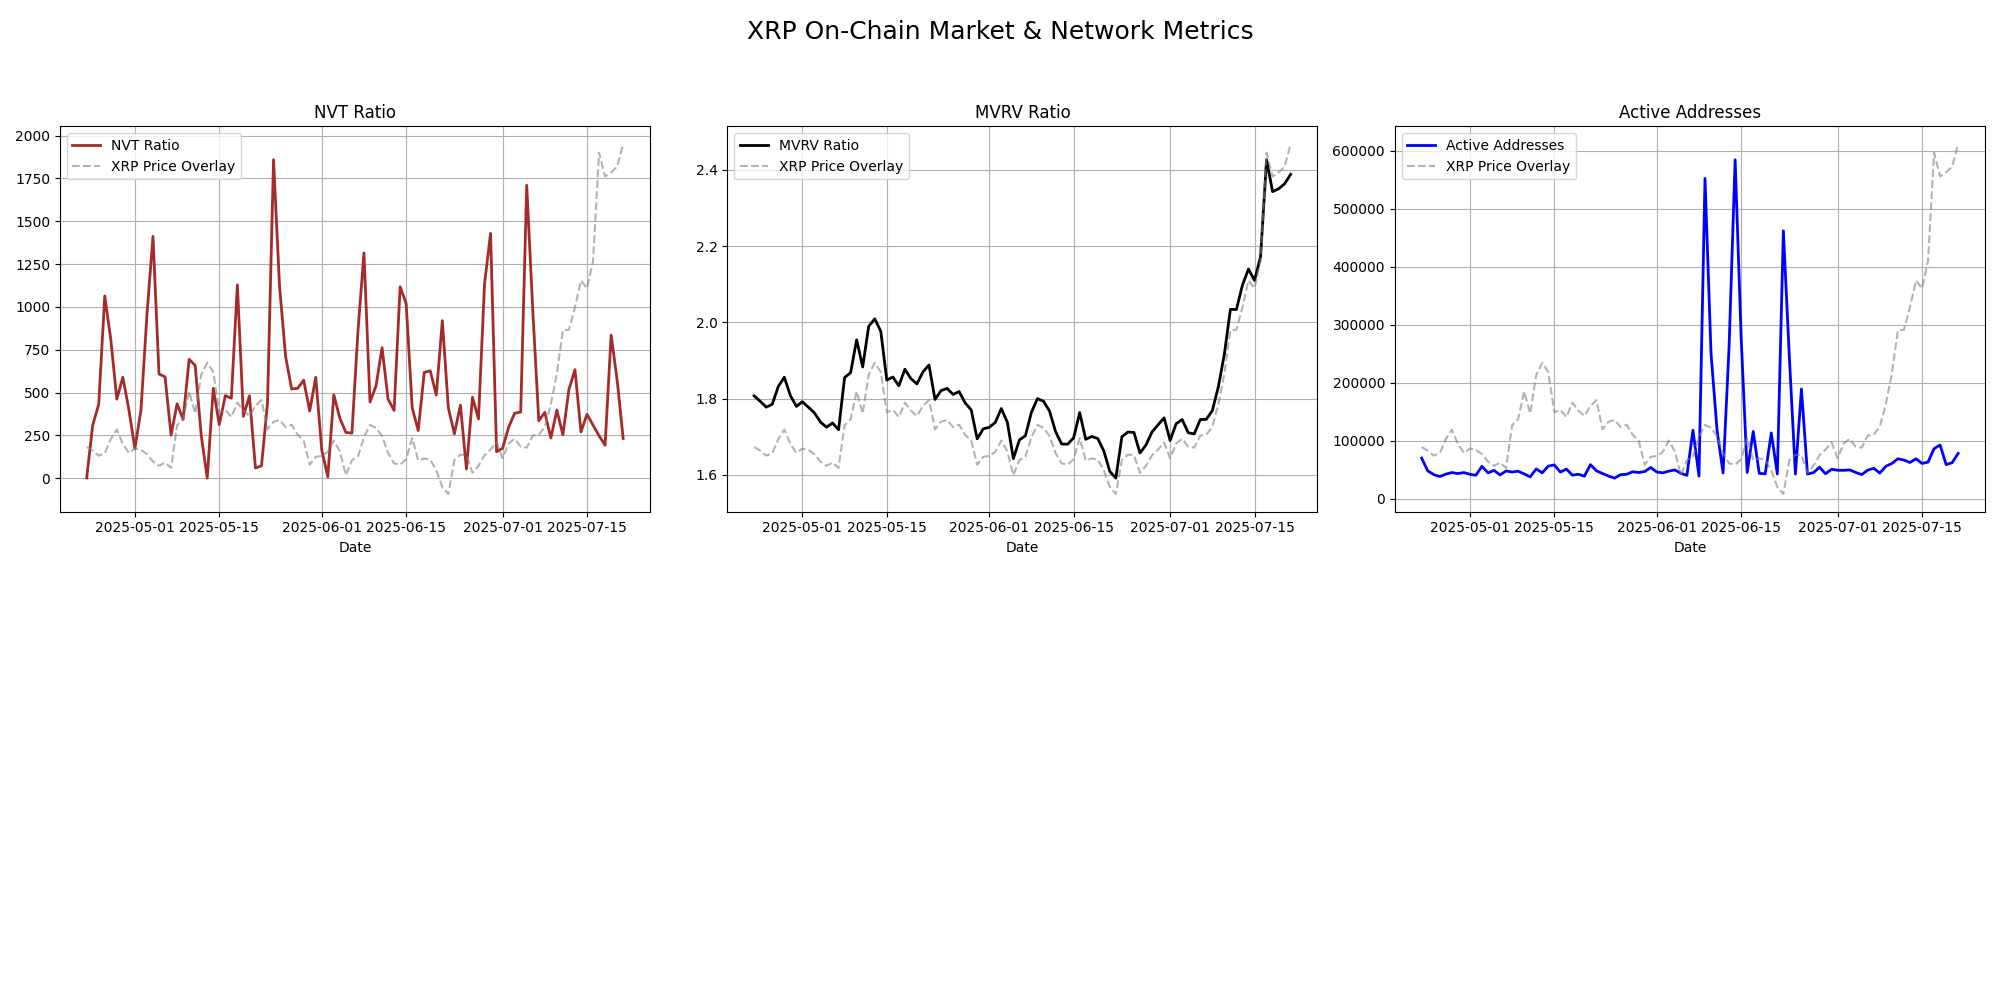 XRP On-Chain Market & Network Metrics
NVT Ratio
NVT Ratio
XRP Price Overlay
2000
1750
1500
1250
1000
750
500
250
0
2025-05-01 2025-05-15 2025-06-01 2025-06-15 2025-07-01 2025-07-15
Date
MVRV Ratio
MVRV Ratio
XRP Price Overlay
2.4
2.2
2.0
1.8
1.6
2025-05-01 2025-05-15 2025-06-01 2025-06-15 2025-07-01 2025-07-15
Date
Active Addresses
Active Addresses
XRP Price Overlay
600000
500000
400000
300000
200000
100000
0
2025-05-01 2025-05-15 2025-06-01 2025-06-15 2025-07-01 2025-07-15
Date